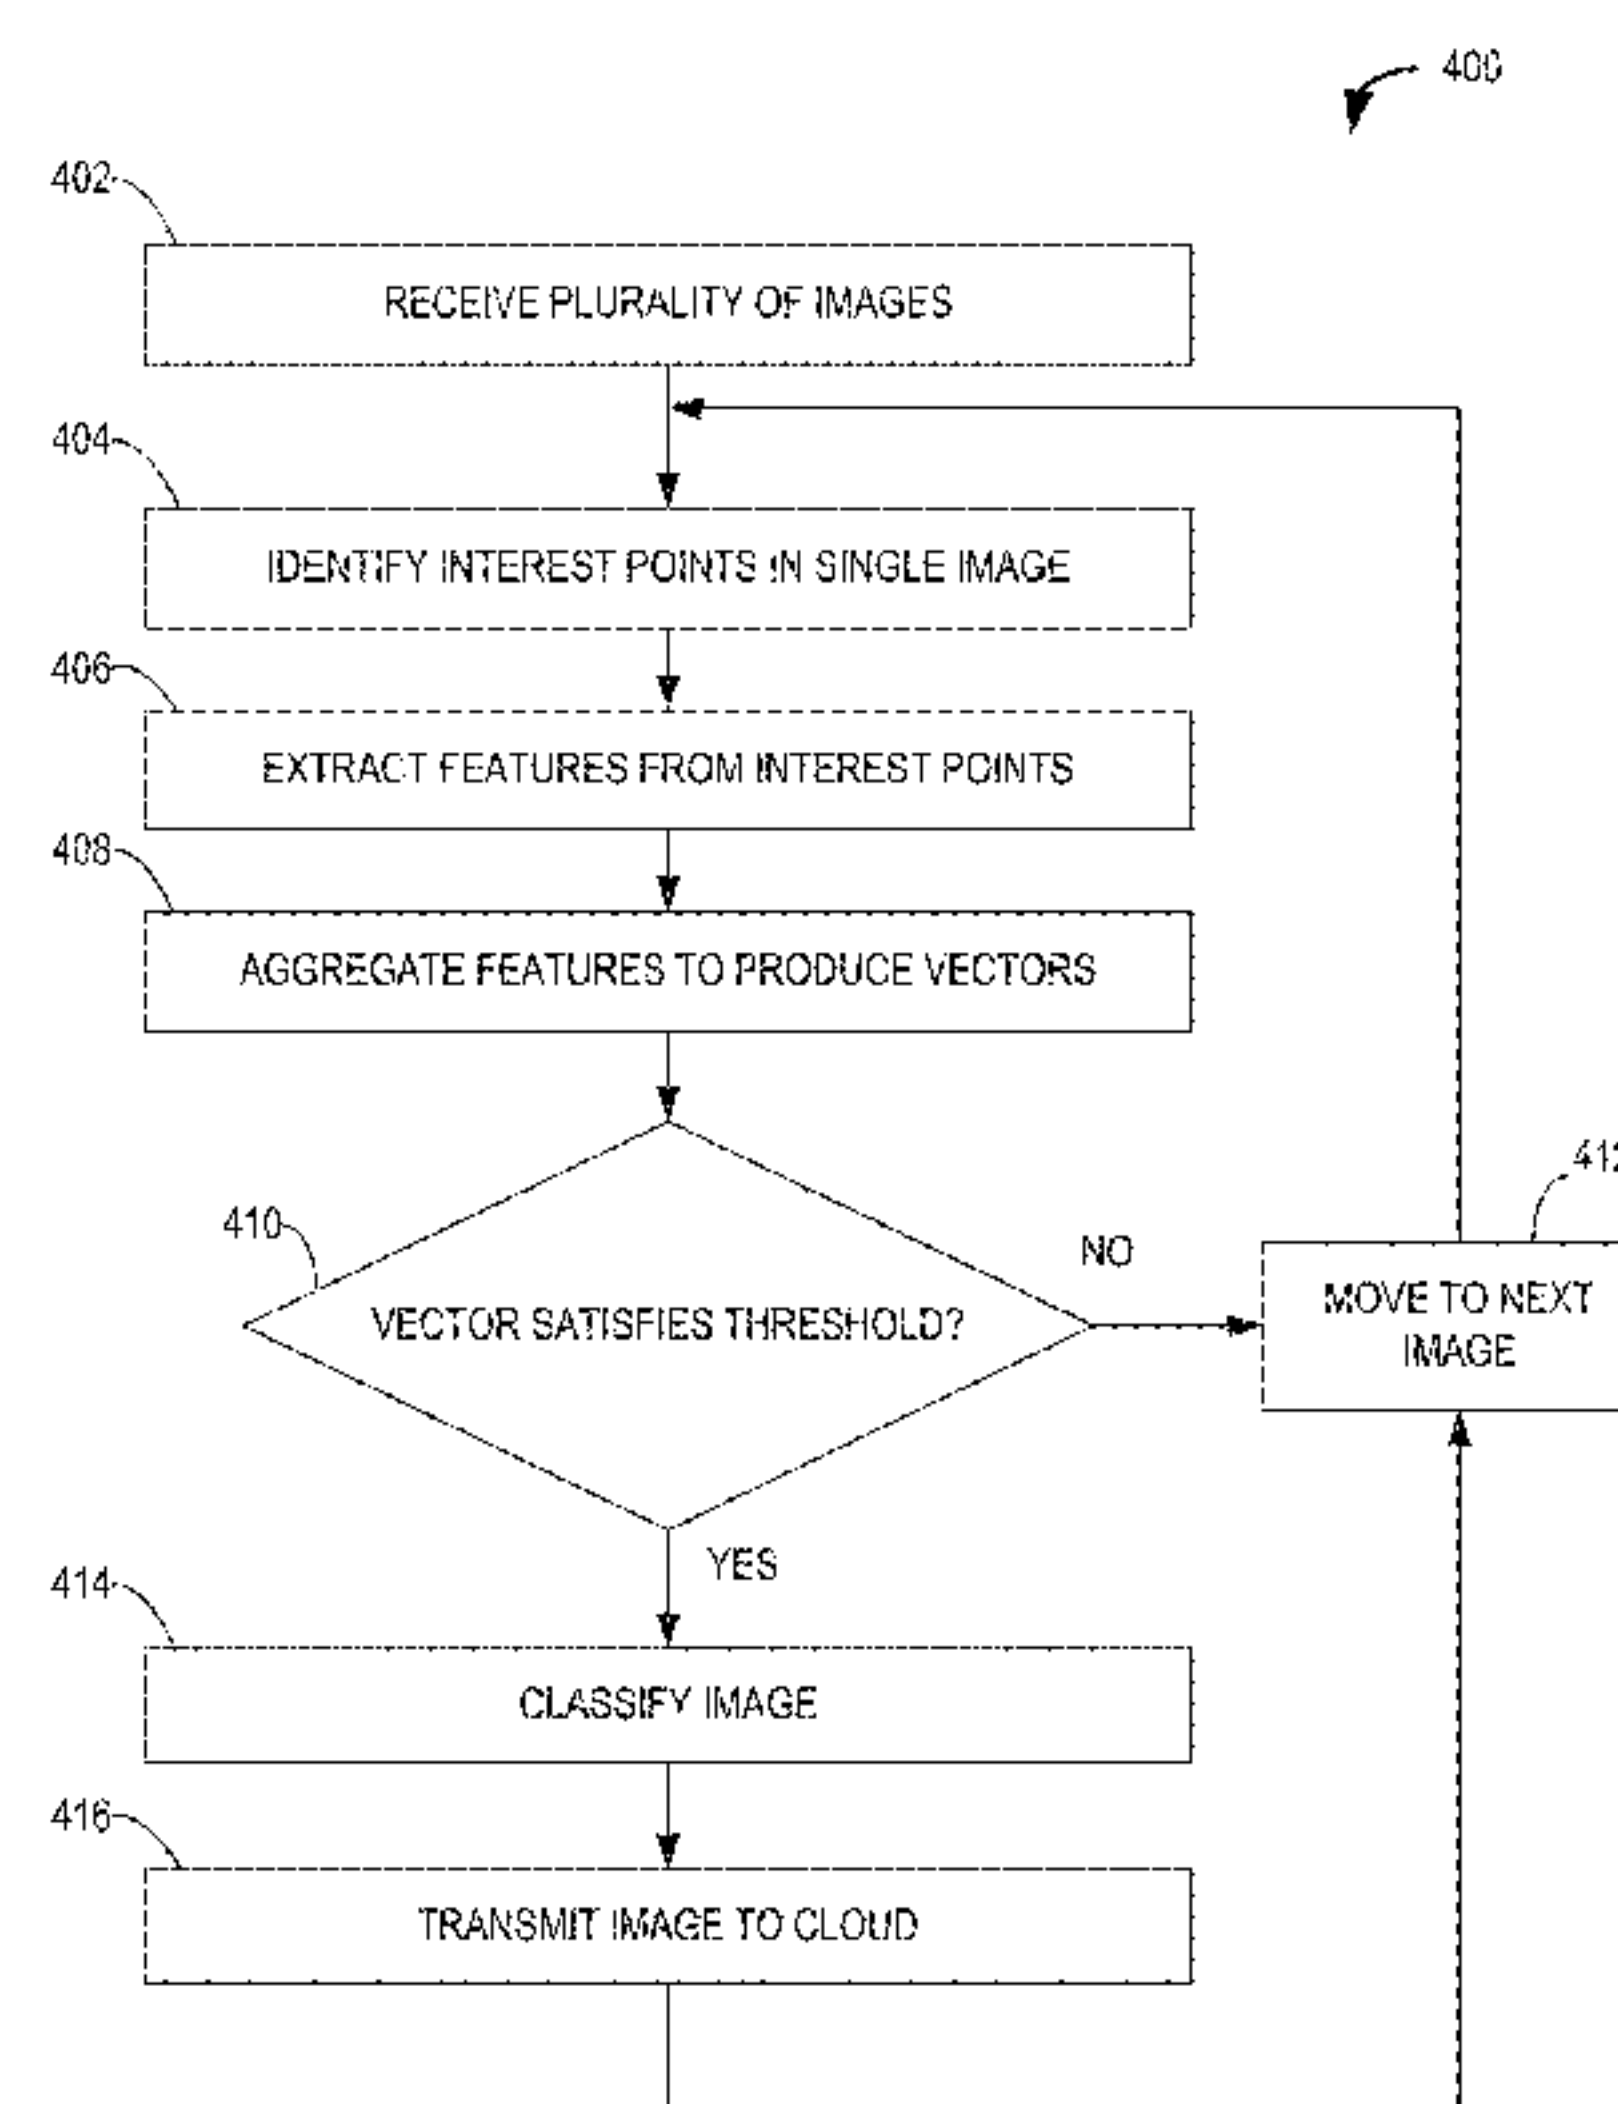 400
402
RECEIVE PLURALITY OF IMAGES
404
IDENTIFY INTEREST POINTS IN SINGLE IMAGE
406
EXTRACT FEATURES FROM INTEREST POINTS
408
AGGREGATE FEATURES TO PRODUCE VECTORS
412
410
NO
VECTOR SATISFIES THRESHOLD?
MOVE TO NEXT
IMAGE
YES
414
CLASSIFY IMAGE
416
TRANSMIT IMAGE TO CLOUD